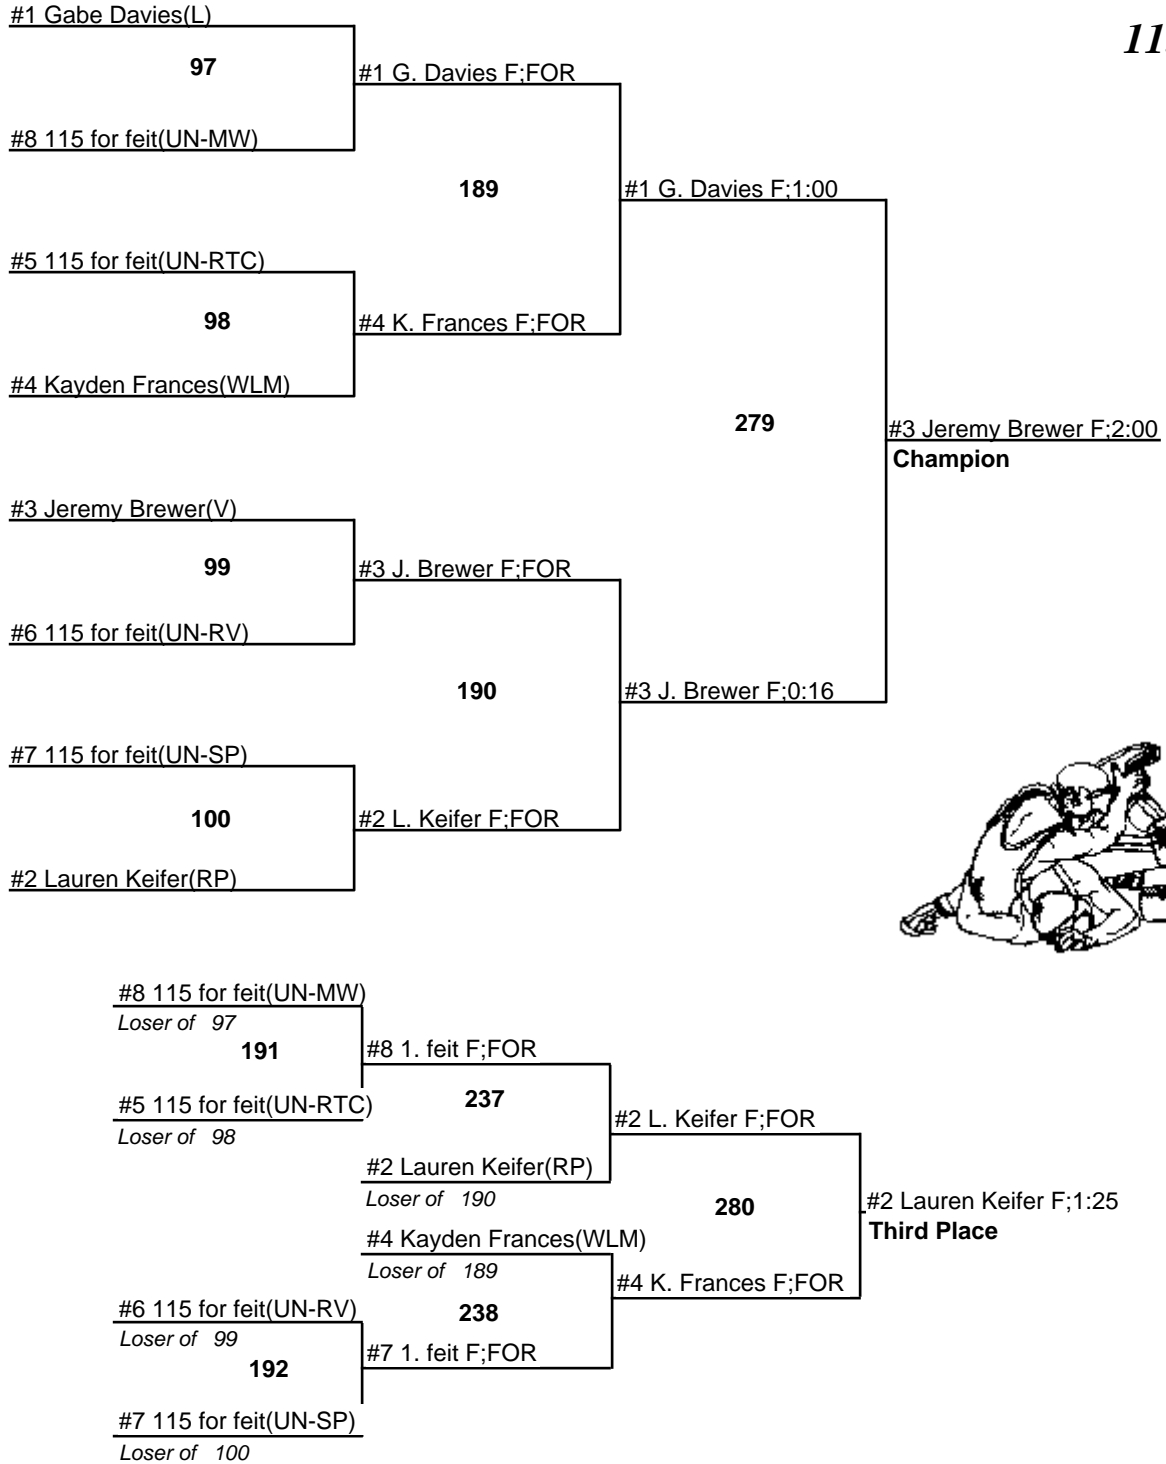 #1 Gabe Davies(L)
11
97
#1 G. Davies F;FOR
#8 115 for feit(UN-MW)
189
#1 G. Davies F;1:00
#5 115 for feit(UN-RTC)
98
#4 K. Frances F;FOR
#4 Kayden Frances(WLM)
279
#3 Jeremy Brewer F;2:00
Champion
#3 Jeremy Brewer(V)
99
#3 J. Brewer F;FOR
#6 115 for feit(UN-RV)
190
#3 J. Brewer F;0:16
#7 115 for feit(UN-SP)
100
#2 L. Keifer F;FOR
#2 Lauren Keifer(RP)
#8 115 for feit(UN-MW)
Loser of 97
191
#8 1. feit F;FOR
#5 115 for feit(UN-RTC)
237
Loser of 98
#2 L. Keifer F;FOR
#2 Lauren Keifer(RP)
Loser of 190
280
#2 Lauren Keifer F;1:25
Third Place
#4 Kayden Frances(WLM)
Loser of 189
#4 K. Frances F;FOR
#6 115 for feit(UN-RV)
238
Loser of 99
192
#7 1. feit F;FOR
#7 115 for feit(UN-SP)
Loser of 100